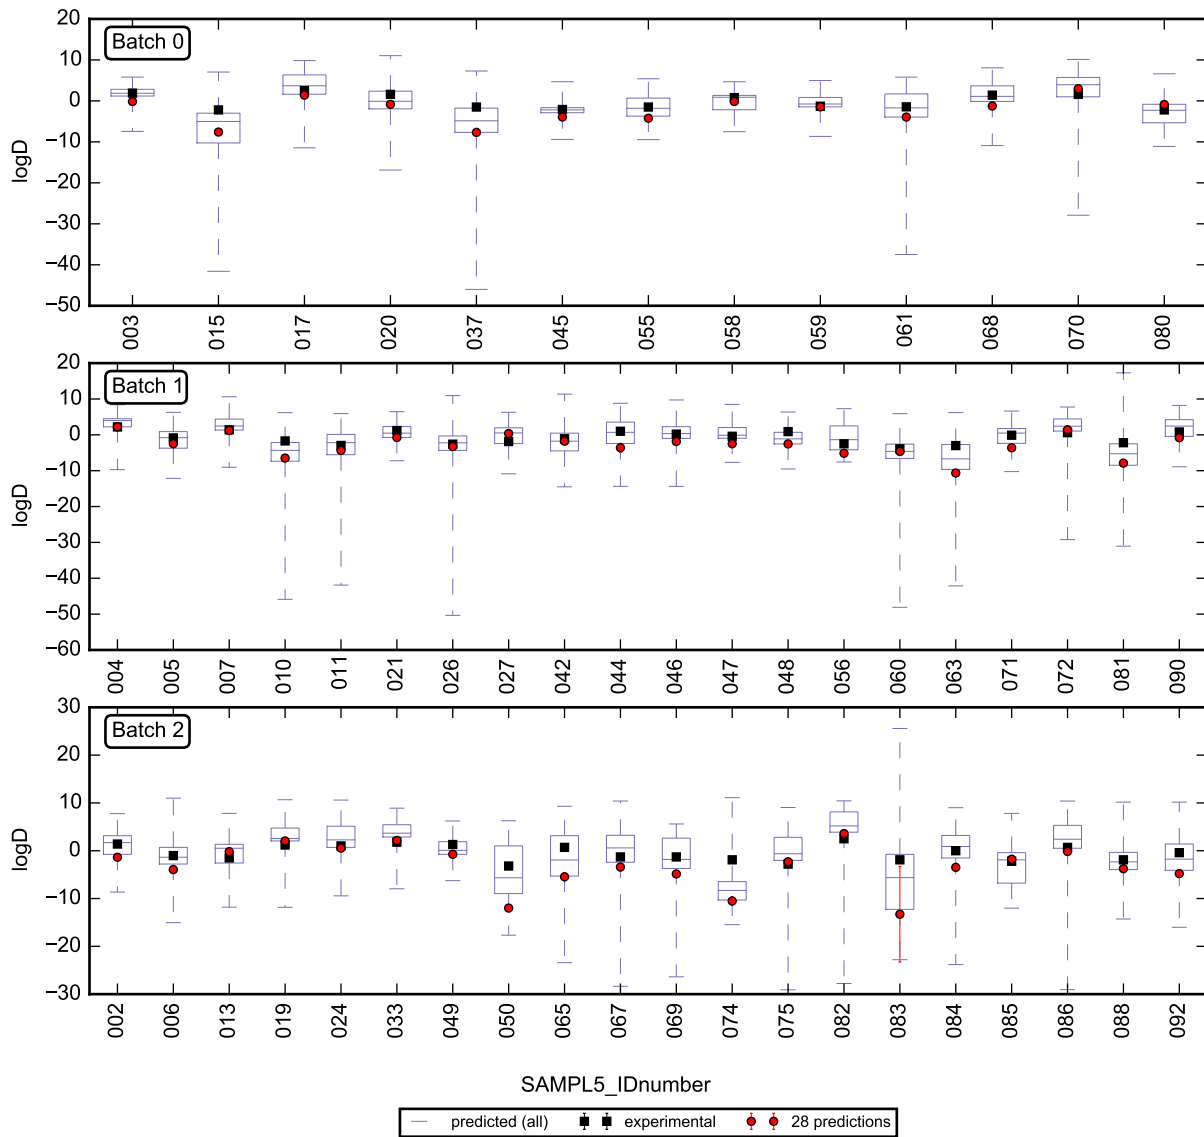 20
Batch 0
10
0
−10
−20
−30
−40
−50
logD
003 015 017 020 037 045 055 058 059 061 068 070 080
20
Batch 1
10
0
−10
−20
−30
−40
−50
−60
logD
004 005 007 010 011 021 026 027 042 044 046 047 048 056 060 063 071 072 081 090
30
Batch 2
20
10
0
−10
−20
−30
logD
002 006 013 019 024 033 049 050 065 067 069 074 075 082 083 084 085 086 088 092
SAMPL5_IDnumber
predicted (all) experimental 28 predictions